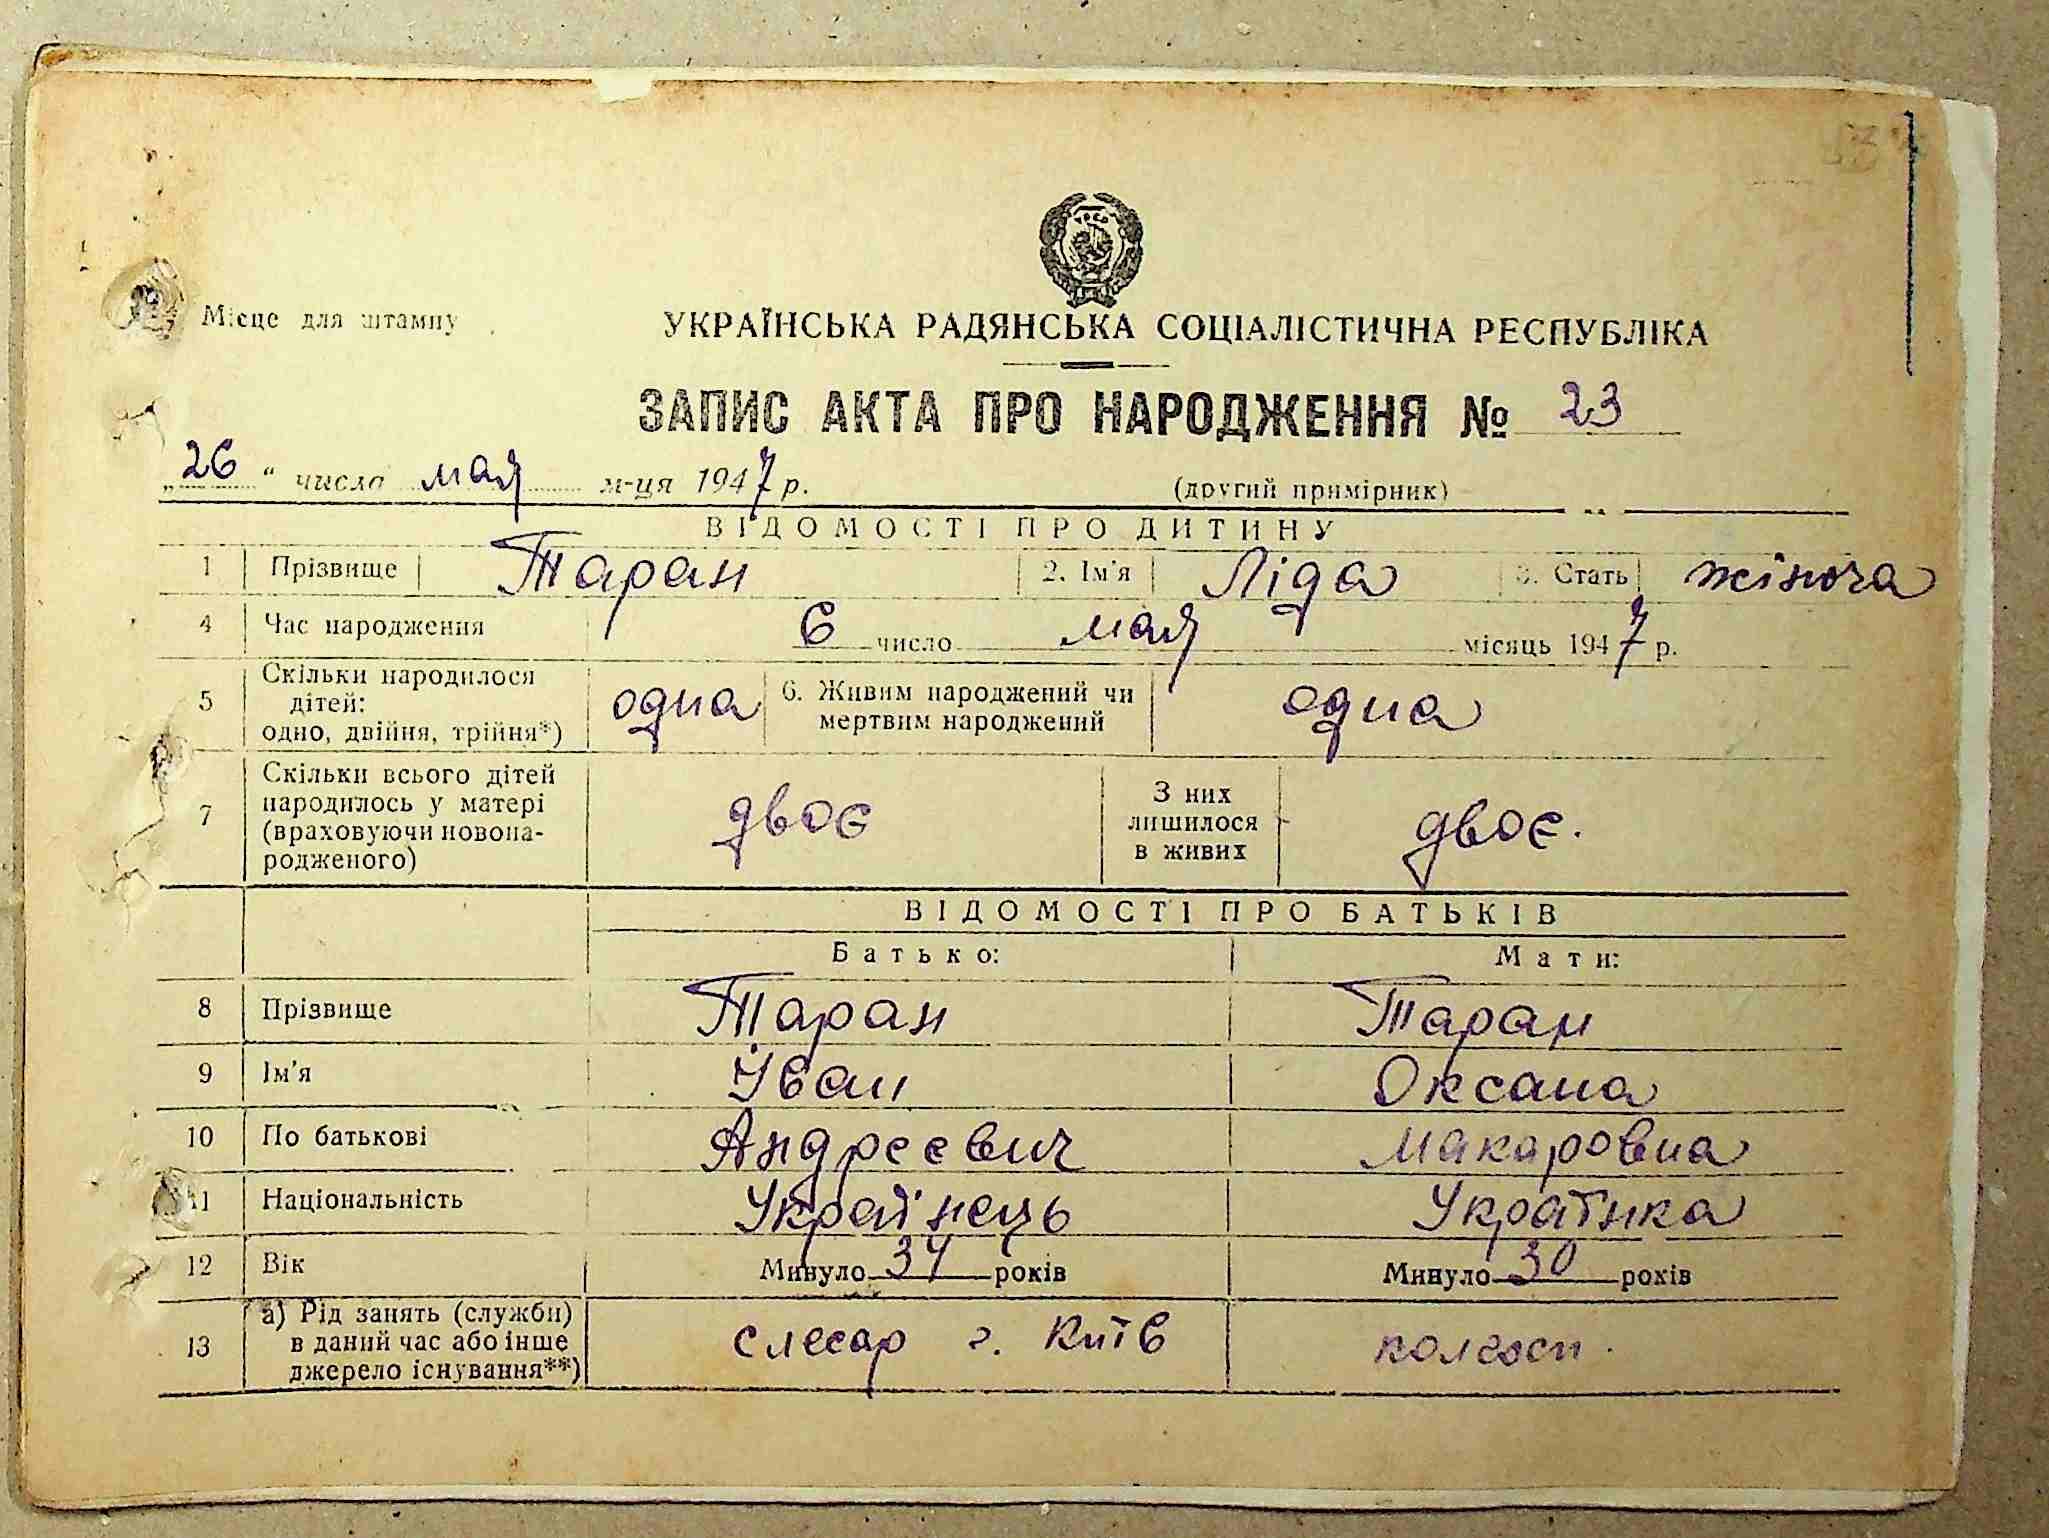 Місце для штампу
УКРАЇНСЬКА РАДЯНСЬКА СОЦІАЛІСТИЧНА РЕСПУБЛІКА
ЗАПИС АКТА ПРО НАРОДЖЕННЯ № 23
„26“ числа мая м-ця 1947 р. (другий примірник)
ВІДОМОСТІ ПРО ДИТИНУ
1 Прізвище Таран 2. Ім'я Ліда 3. Стать жіноча
4 Час народження 6 число мая місяць 1947 р.
5 Скільки народилося
дітей:
одно, двійня, трійня*) одна 6. Живим народжений чи
мертвим народжений одна
7 Скільки всього дітей
народилось у матері
(враховуючи новона-
родженого) двоє З них
лишилося
в живих двоє.
ВІДОМОСТІ ПРО БАТЬКІВ
Батько: Мати:
8 Прізвище Таран Таран
9 Ім'я Іван Оксана
10 По батькові Андреєвич Макаровна
11 Національність Українець Українка
12 Вік Минуло 34 років Минуло 30 років
13 а) Рід занять (служби)
в даний час або інше
джерело існування**) слесар г. Київ колгосп.